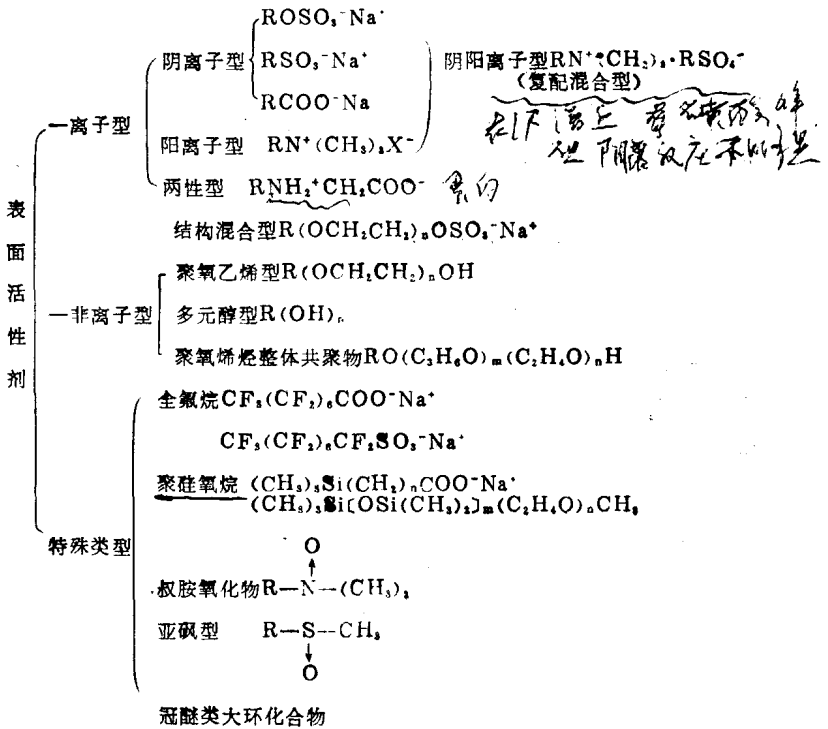 表面活性剂
离子型
阴离子型
ROSO₃⁻Na⁺
RSO₃⁻Na⁺
RCOO⁻Na
阳离子型 RN⁺(CH₃)₃X⁻
阴阳离子型RN⁺(CH₂)₃·RSO₄⁻
(复配混合型)
两性型 RNH₂⁺CH₂COO⁻
结构混合型R(OCH₂CH₂)ₙOSO₃⁻Na⁺
非离子型
聚氧乙烯型R(OCH₂CH₂)ₙOH
多元醇型R(OH)ₙ
聚氧烯烃整体共聚物RO(C₃H₆O)ₘ(C₂H₄O)ₙH
特殊类型
全氟烷CF₃(CF₂)₆COO⁻Na⁺
CF₃(CF₂)₆CF₂SO₃⁻Na⁺
聚硅氧烷 (CH₃)₃Si(CH₂)ₙCOO⁻Na⁺
(CH₃)₃Si[OSi(CH₃)₂]ₘ(C₂H₄O)ₙCH₃
O
叔胺氧化物R—N—(CH₃)₂
亚砜型 R—S—CH₃
O
冠醚类大环化合物